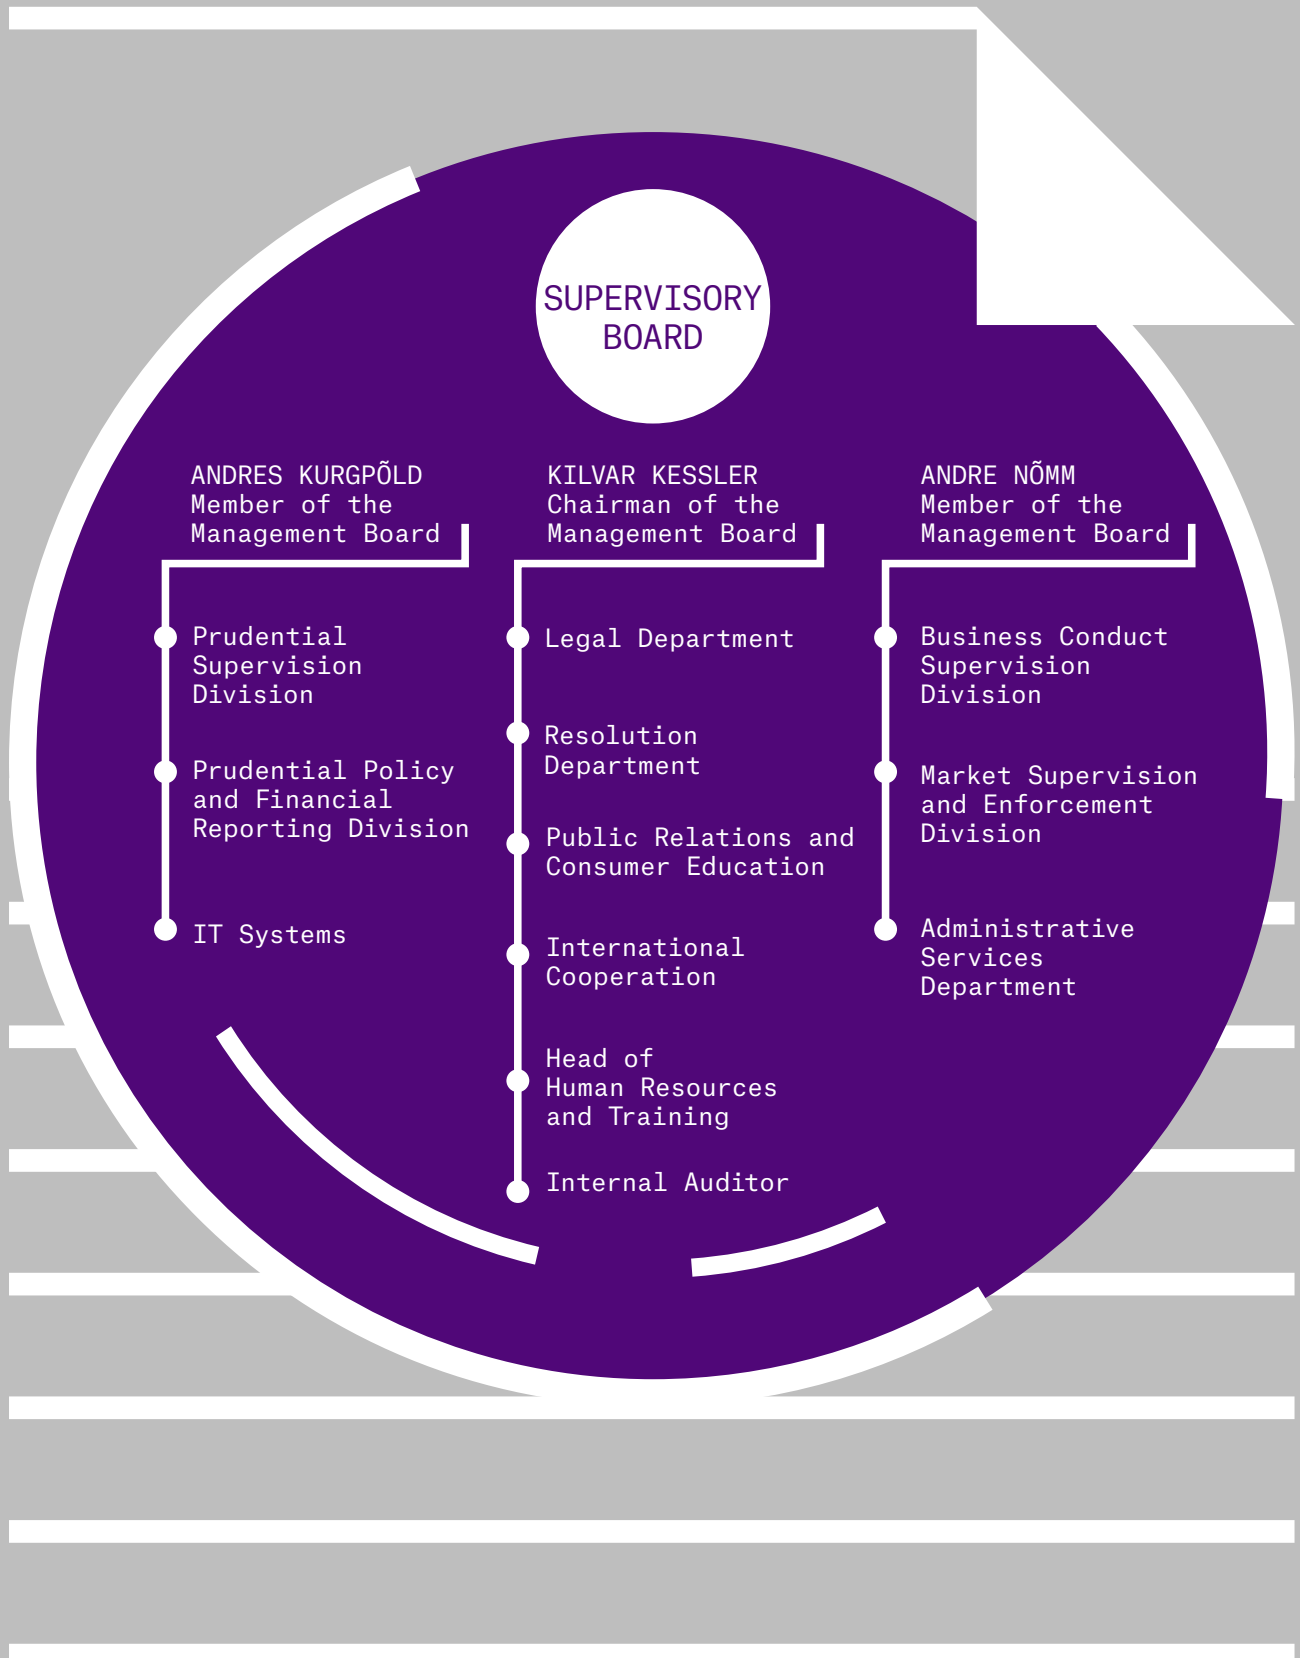 SUPERVISORY
BOARD
ANDRES KURGPÕLD
Member of the
Management Board
Prudential
Supervision
Division
Prudential Policy
and Financial
Reporting Division
IT Systems
KILVAR KESSLER
Chairman of the
Management Board
Legal Department
Resolution
Department
Public Relations and
Consumer Education
International
Cooperation
Head of
Human Resources
and Training
Internal Auditor
ANDRE NÕMM
Member of the
Management Board
Business Conduct
Supervision
Division
Market Supervision
and Enforcement
Division
Administrative
Services
Department